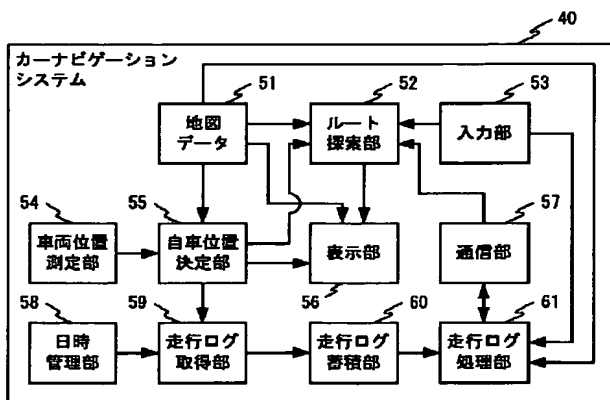 40
カーナビゲーション
システム
51
52
53
地図
データ
ルート
探索部
入力部
54
55
57
車両位置
測定部
自車位置
決定部
表示部
通信部
58
59
56
60
61
日時
管理部
走行ログ
取得部
走行ログ
蓄積部
走行ログ
処理部